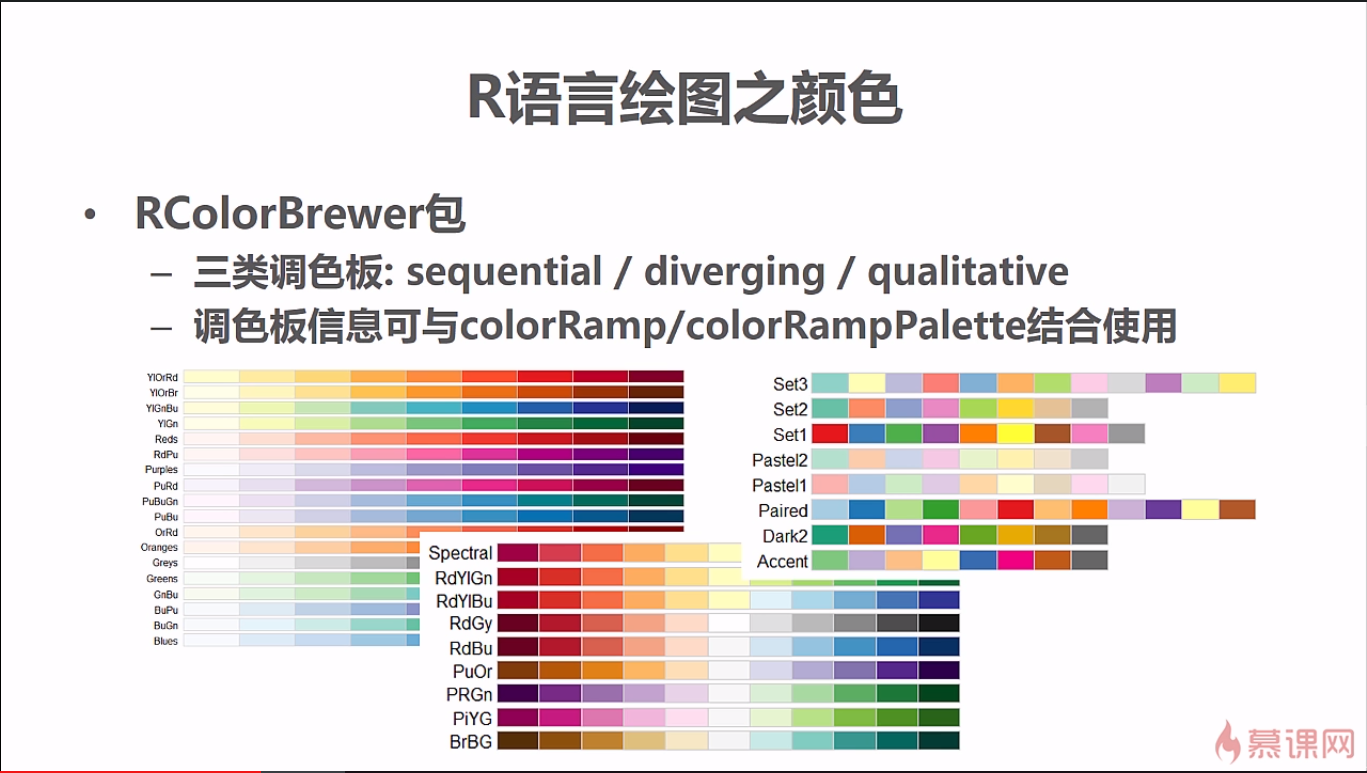 R语言绘图之颜色
• RColorBrewer包
– 三类调色板: sequential / diverging / qualitative
– 调色板信息可与colorRamp/colorRampPalette结合使用
YlOrRd
YlOrBr
YlGnBu
YlGn
Reds
RdPu
Purples
PuRd
PuBuGn
PuBu
OrRd
Oranges
Greys
Greens
GnBu
BuPu
BuGn
Blues
Spectral
RdYlGn
RdYlBu
RdGy
RdBu
PuOr
PRGn
PiYG
BrBG
Set3
Set2
Set1
Pastel2
Pastel1
Paired
Dark2
Accent
慕课网